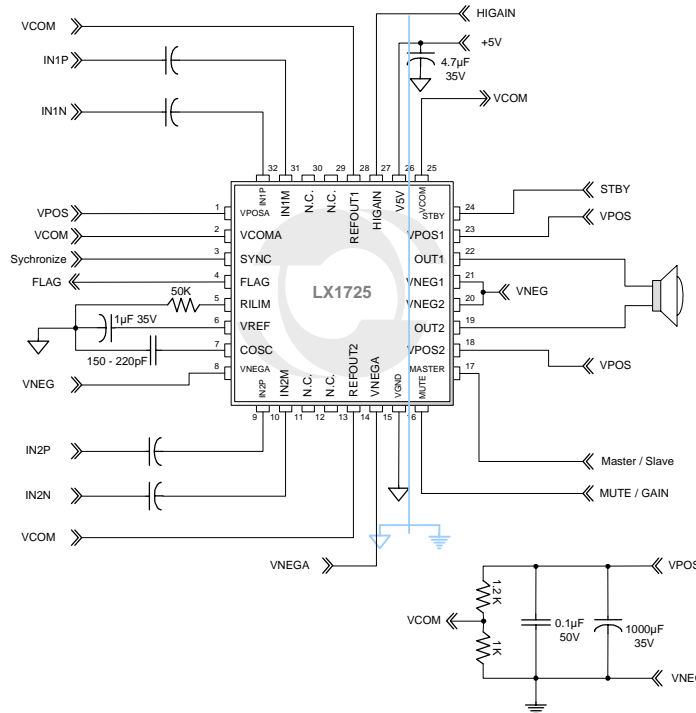 VCOM
HIGAIN
+5V
IN1P
4.7µF
35V
VCOM
IN1N
32 31 30 29 28 27 26 25
IN1P IN1M N.C. N.C. REFOUT1 HIGAIN V5V VCOM
VPOS 1 VPOSA STBY 24 STBY
VCOM 2 VCOMA VPOS1 23 VPOS
Sychronize 3 SYNC OUT1 22
FLAG 4 FLAG VNEG1 21
LX1725
VNEG
50K 5 RILIM VNEG2 20
1µF 35V 6 VREF OUT2 19
150 - 220pF 7 COSC VPOS2 18
VNEG 8 VNEGA MASTER 17
VPOS
IN2P IN2M N.C. N.C. REFOUT2 VNEGA VGND MUTE
9 10 11 12 13 14 15 16
IN2P
Master / Slave
IN2N
MUTE / GAIN
VCOM
VNEGA
VPOS
1.2 K
VCOM
1K
0.1µF
50V
1000µF
35V